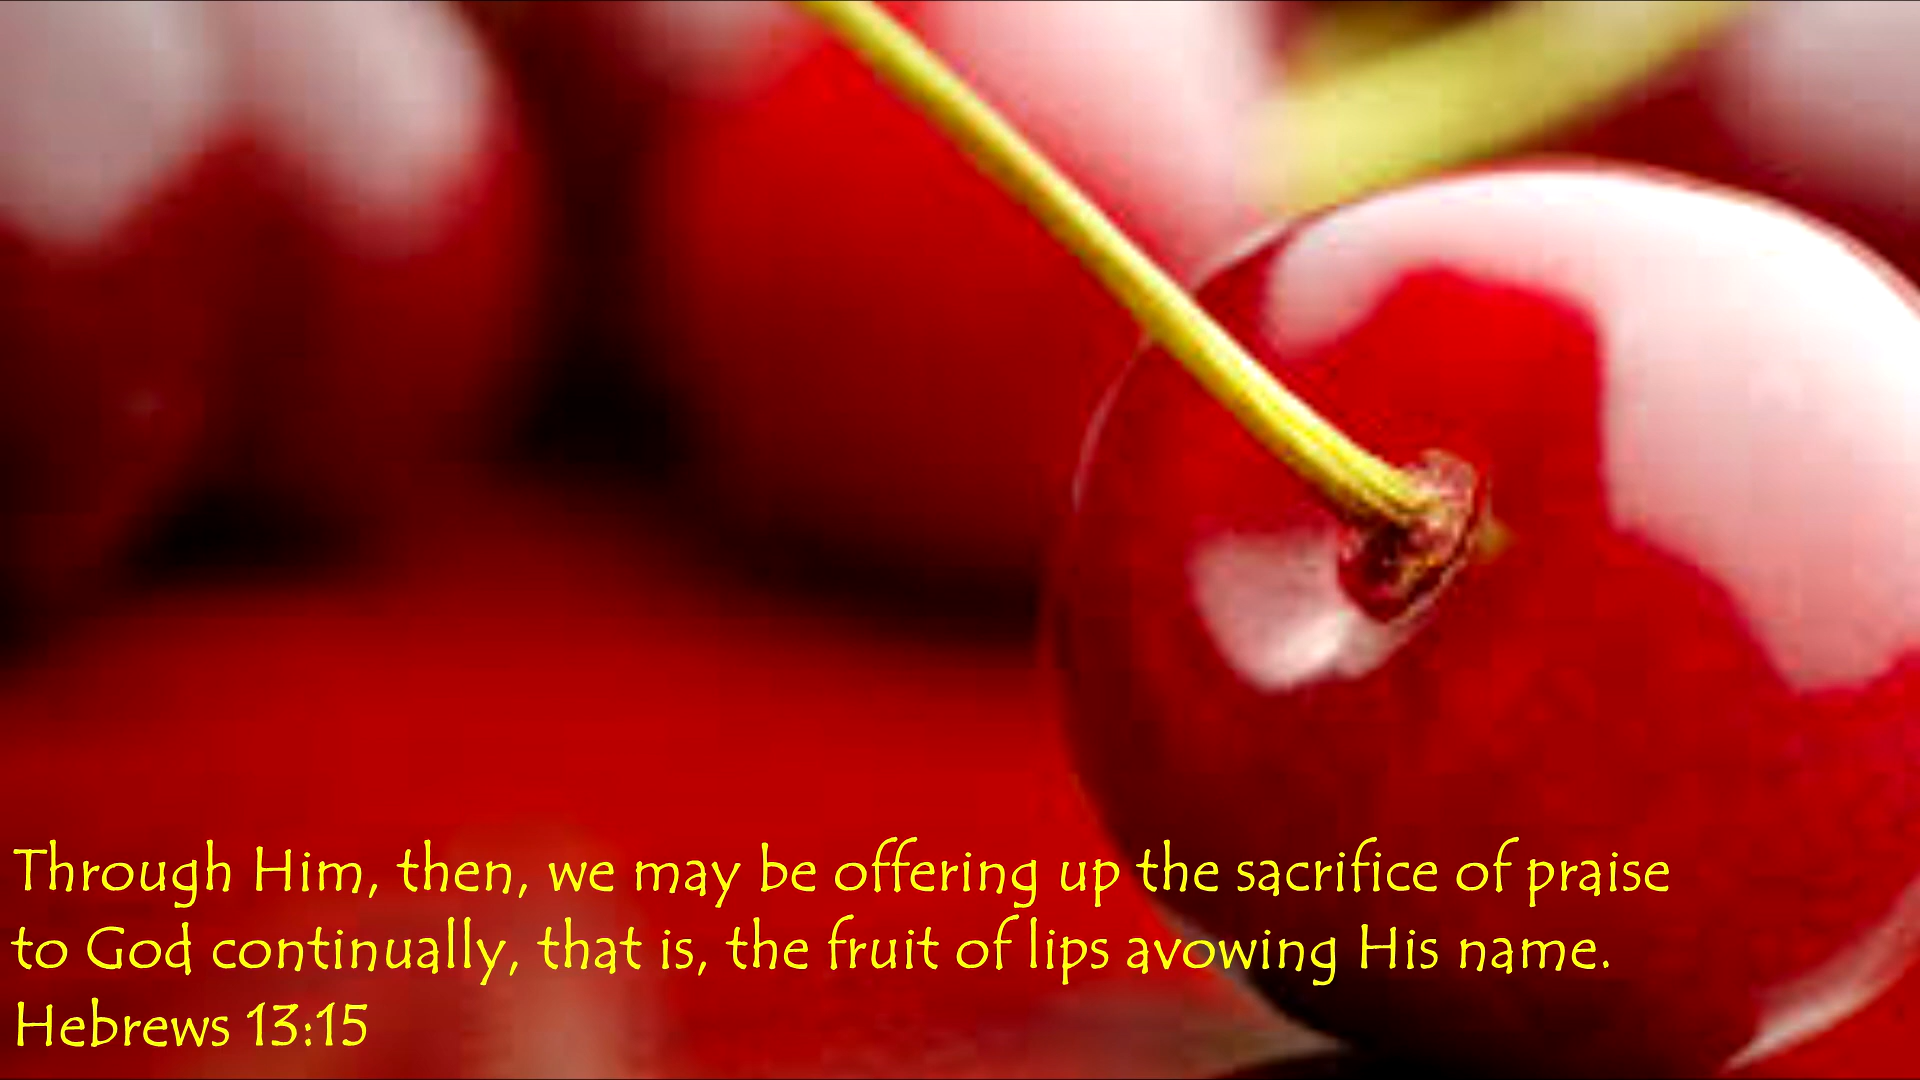 Through Him, then, we may be offering up the sacrifice of praise
to God continually, that is, the fruit of lips avowing His name.
Hebrews 13:15